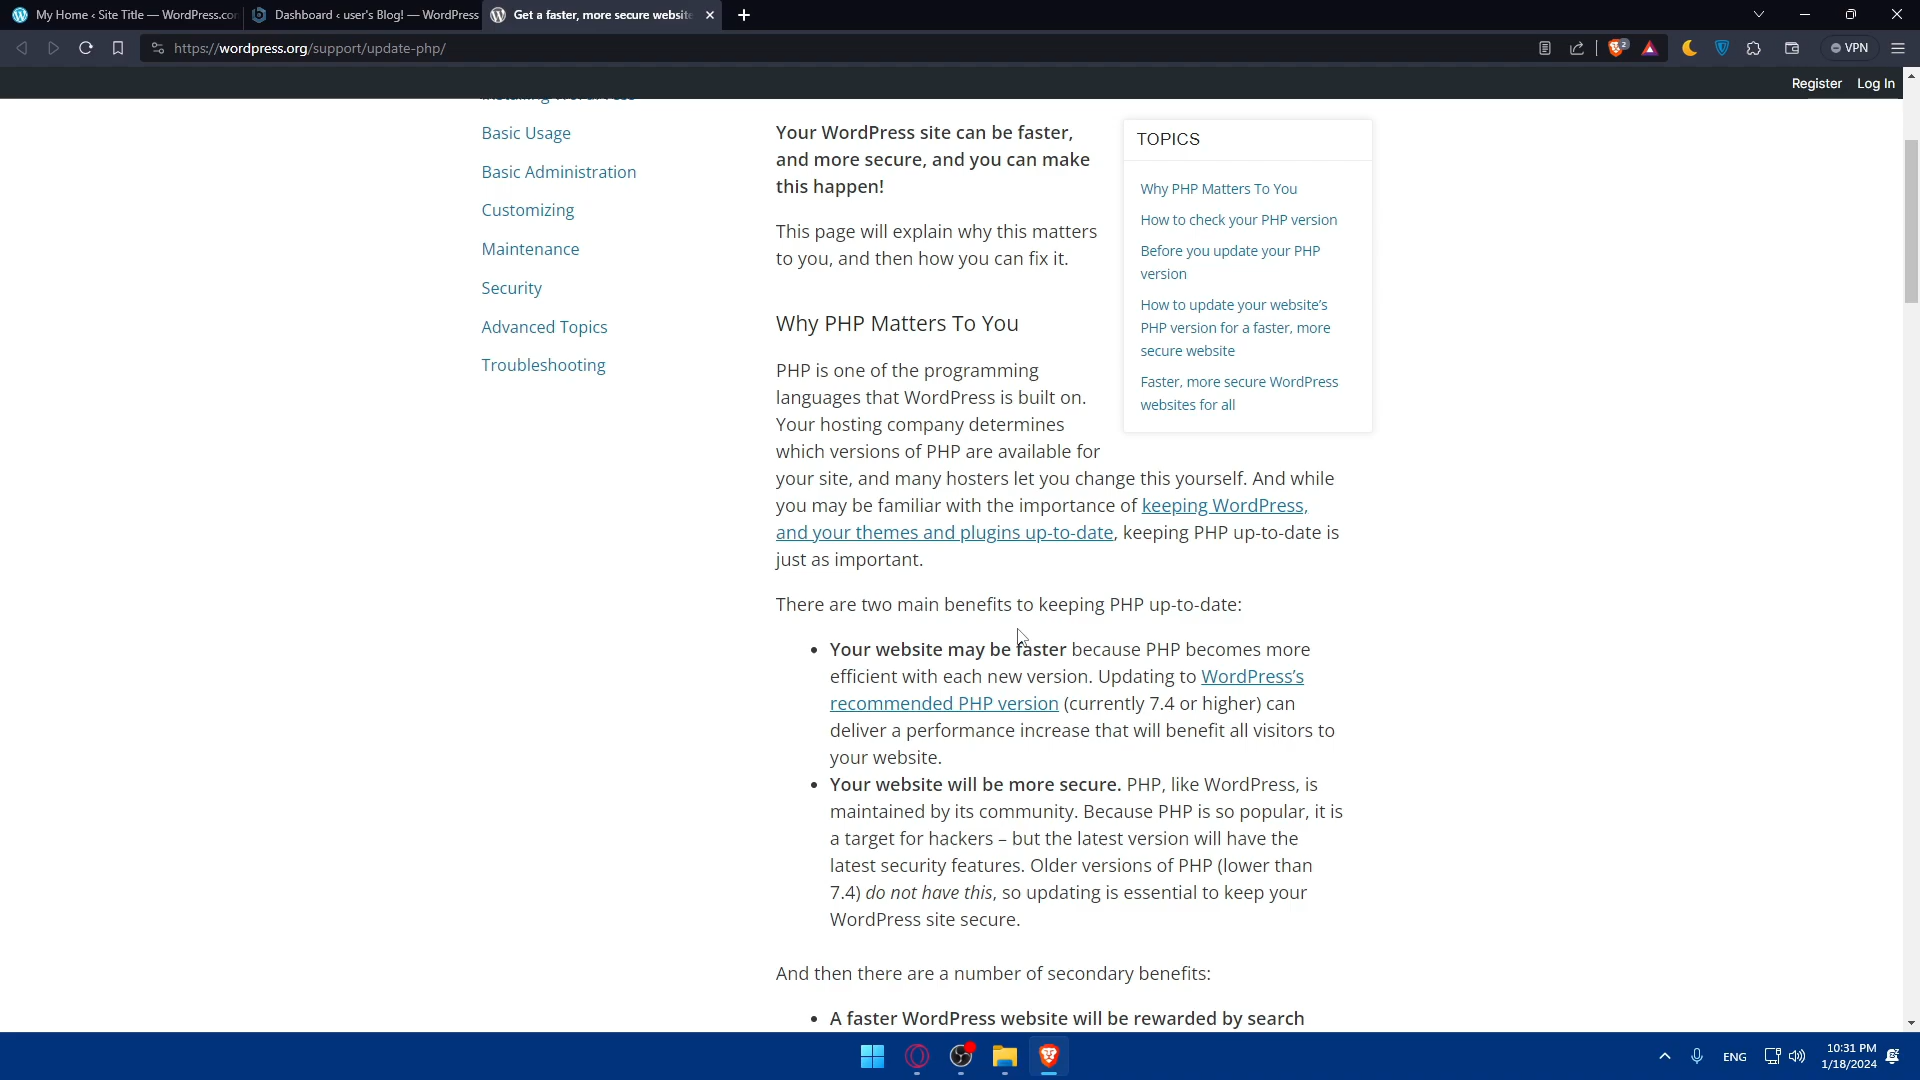 My Home ‹ Site Title — WordPress.com
Dashboard ‹ user's Blog! — WordPress
Get a faster, more secure website
https://wordpress.org/support/update-php/
2
VPN
Register
Log In
Basic Usage
Basic Administration
Customizing
Maintenance
Security
Advanced Topics
Troubleshooting
Your WordPress site can be faster,
and more secure, and you can make
this happen!
This page will explain why this matters
to you, and then how you can fix it.
Why PHP Matters To You
PHP is one of the programming
languages that WordPress is built on.
Your hosting company determines
which versions of PHP are available for
your site, and many hosters let you change this yourself. And while
you may be familiar with the importance of keeping WordPress,
and your themes and plugins up-to-date, keeping PHP up-to-date is
just as important.
There are two main benefits to keeping PHP up-to-date:
• Your website may be faster because PHP becomes more
efficient with each new version. Updating to WordPress's
recommended PHP version (currently 7.4 or higher) can
deliver a performance increase that will benefit all visitors to
your website.
• Your website will be more secure. PHP, like WordPress, is
maintained by its community. Because PHP is so popular, it is
a target for hackers – but the latest version will have the
latest security features. Older versions of PHP (lower than
7.4) do not have this, so updating is essential to keep your
WordPress site secure.
And then there are a number of secondary benefits:
• A faster WordPress website will be rewarded by search
TOPICS
Why PHP Matters To You
How to check your PHP version
Before you update your PHP
version
How to update your website's
PHP version for a faster, more
secure website
Faster, more secure WordPress
websites for all
ENG
10:31 PM
1/18/2024